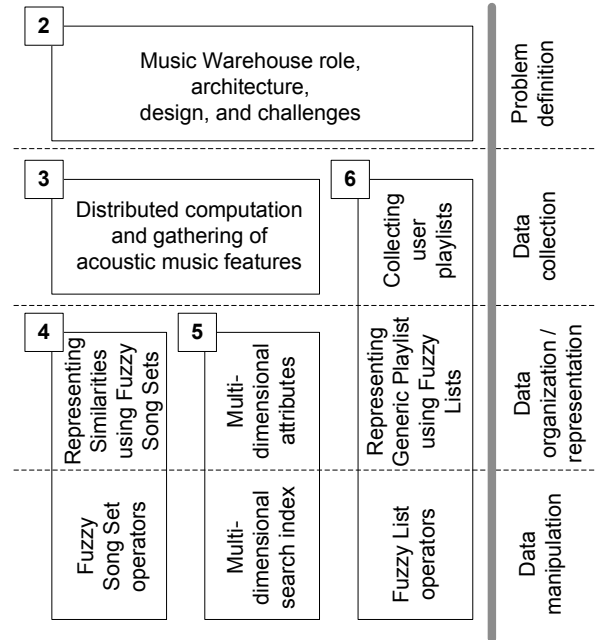 2
Music Warehouse role,
architecture,
design, and challenges
Problem
definition
3
Distributed computation
and gathering of
acoustic music features
6
Collecting
user
playlists
Data
collection
4
Representing
Similarities
using Fuzzy
Song Sets
5
Multi-
dimensional
attributes
Representing
Generic Playlist
using Fuzzy
Lists
Data
organization /
representation
Fuzzy
Song Set
operators
Multi-
dimensional
search index
Fuzzy List
operators
Data
manipulation